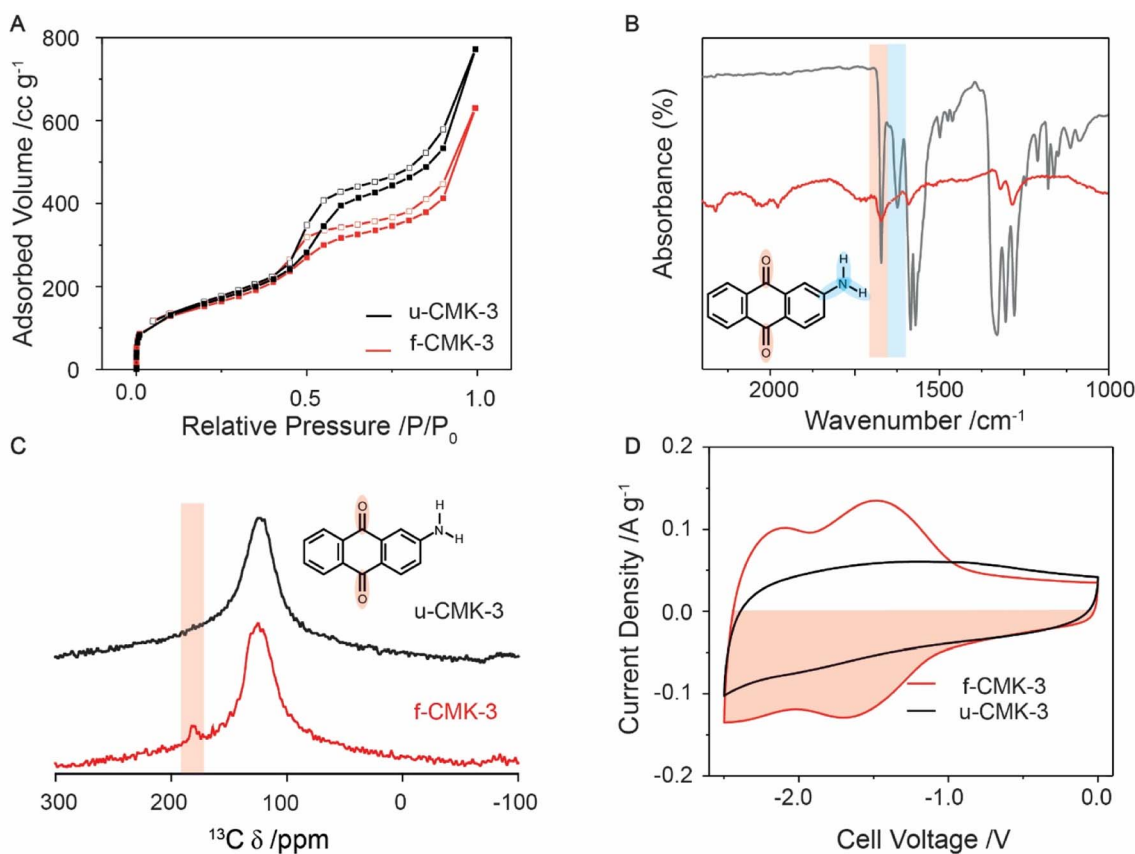 A
800
600
400
200
0
Adsorbed Volume /cc g⁻¹
u-CMK-3
f-CMK-3
0.0 0.5 1.0
Relative Pressure /P/P₀
B
Absorbance (%)
O
O
N
H
H
2000 1500 1000
Wavenumber /cm⁻¹
C
O
O
N
H
H
u-CMK-3
f-CMK-3
300 200 100 0 -100
¹³C δ /ppm
D
0.2
0.1
0.0
-0.1
-0.2
Current Density /A g⁻¹
f-CMK-3
u-CMK-3
-2.0 -1.0 0.0
Cell Voltage /V